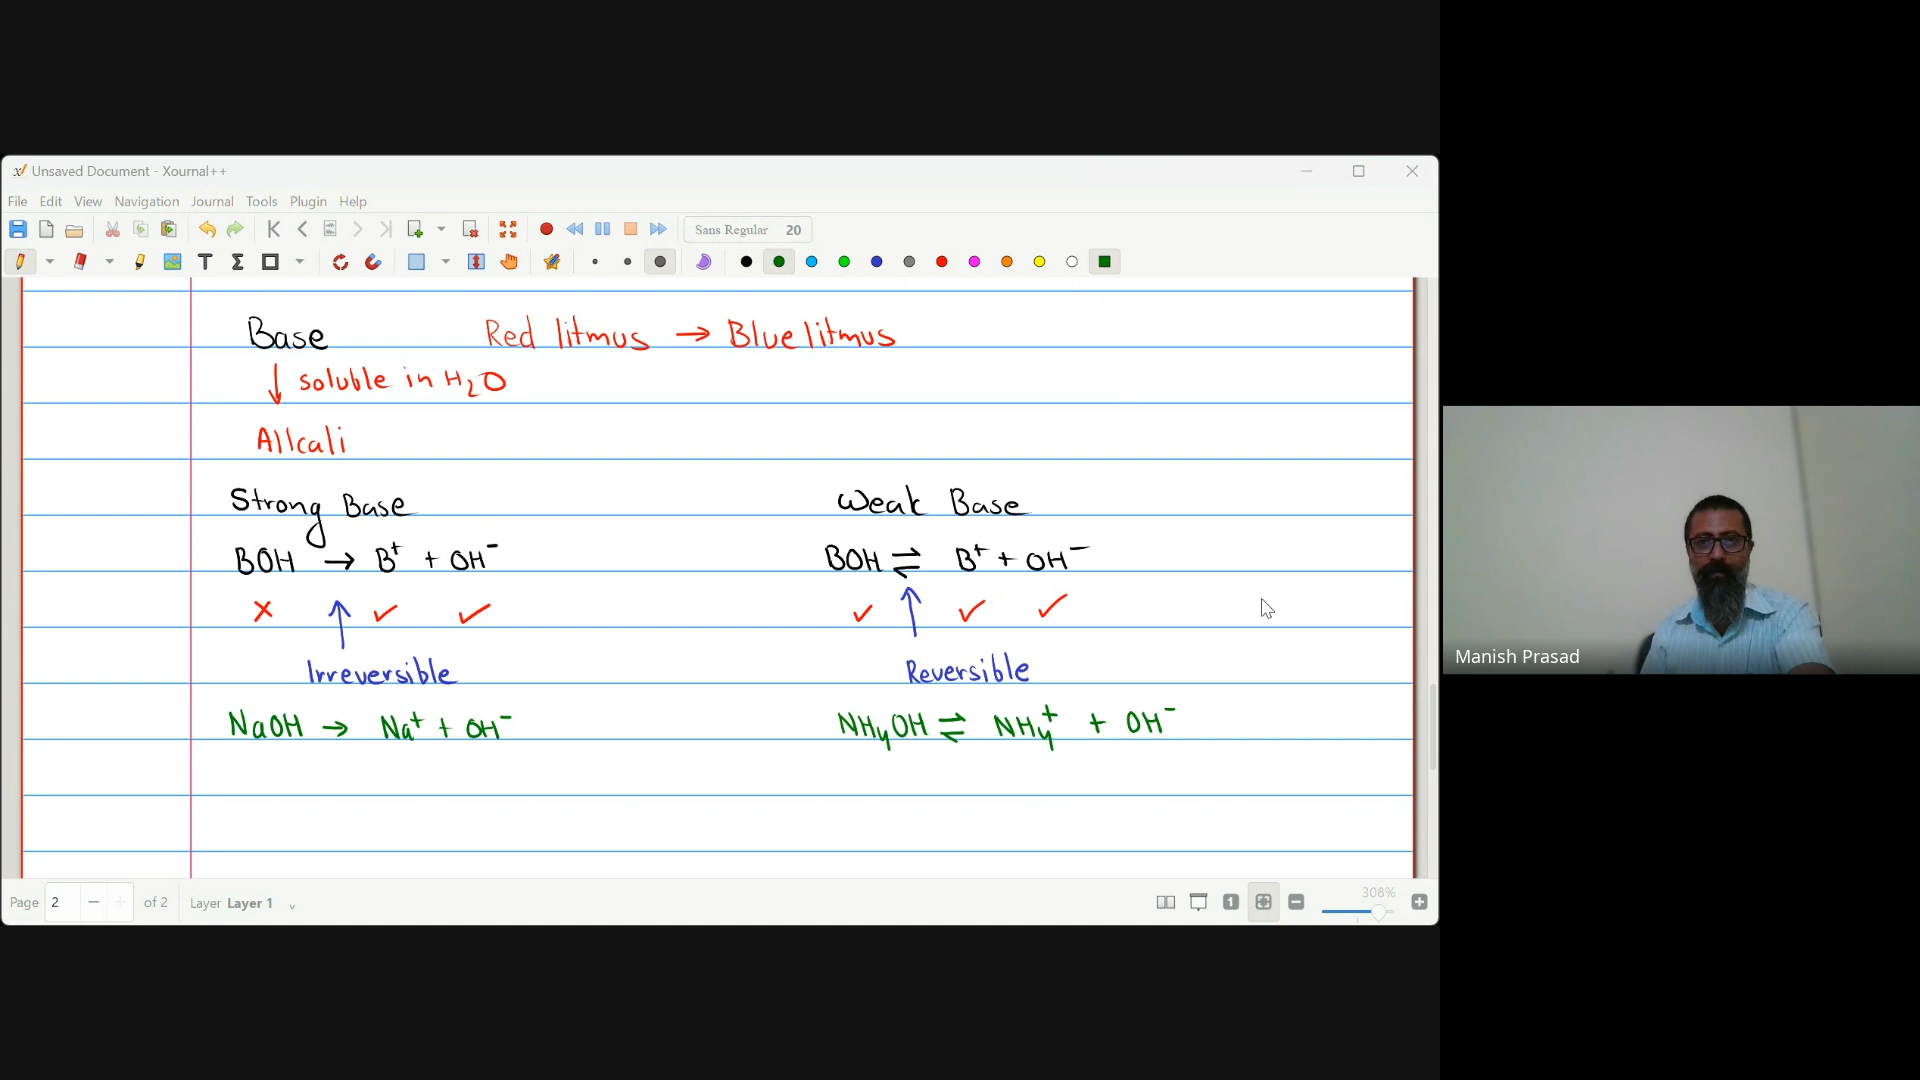 Unsaved Document - Xournal++
File Edit View Navigation Journal Tools Plugin Help
Sans Regular 20
Base Red litmus → Blue litmus
↓ soluble in H₂O
Alkali
Strong Base Weak Base
BOH → B⁺ + OH⁻ BOH ⇌ B⁺ + OH⁻
✗ ↑ ✓ ✓ ✓ ↑ ✓ ✓
Irreversible Reversible
NaOH → Na⁺ + OH⁻ NH₄OH ⇌ NH₄⁺ + OH⁻
Manish Prasad
Page 2 of 2 Layer Layer 1 308%